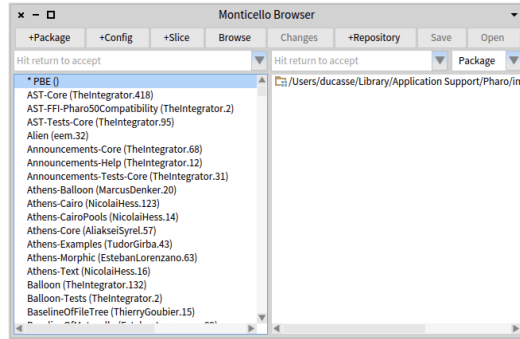 Monticello Browser
+Package +Config +Slice Browse Changes +Repository Save Open
Hit return to accept Hit return to accept Package
* PBE ()
AST-Core (TheIntegrator.418)
AST-FFI-Pharo50Compatibility (TheIntegrator.2)
AST-Tests-Core (TheIntegrator.95)
Alien (eem.32)
Announcements-Core (TheIntegrator.68)
Announcements-Help (TheIntegrator.12)
Announcements-Tests-Core (TheIntegrator.31)
Athens-Balloon (MarcusDenker.20)
Athens-Cairo (NicolaiHess.123)
Athens-CairoPools (NicolaiHess.14)
Athens-Core (AliakseiSyrel.57)
Athens-Examples (TudorGirba.43)
Athens-Morphic (EstebanLorenzano.63)
Athens-Text (NicolaiHess.16)
Balloon (TheIntegrator.132)
Balloon-Tests (TheIntegrator.2)
BaselineOfFileTree (ThierryGoubier.15)
/Users/ducasse/Library/Application Support/Pharo/im